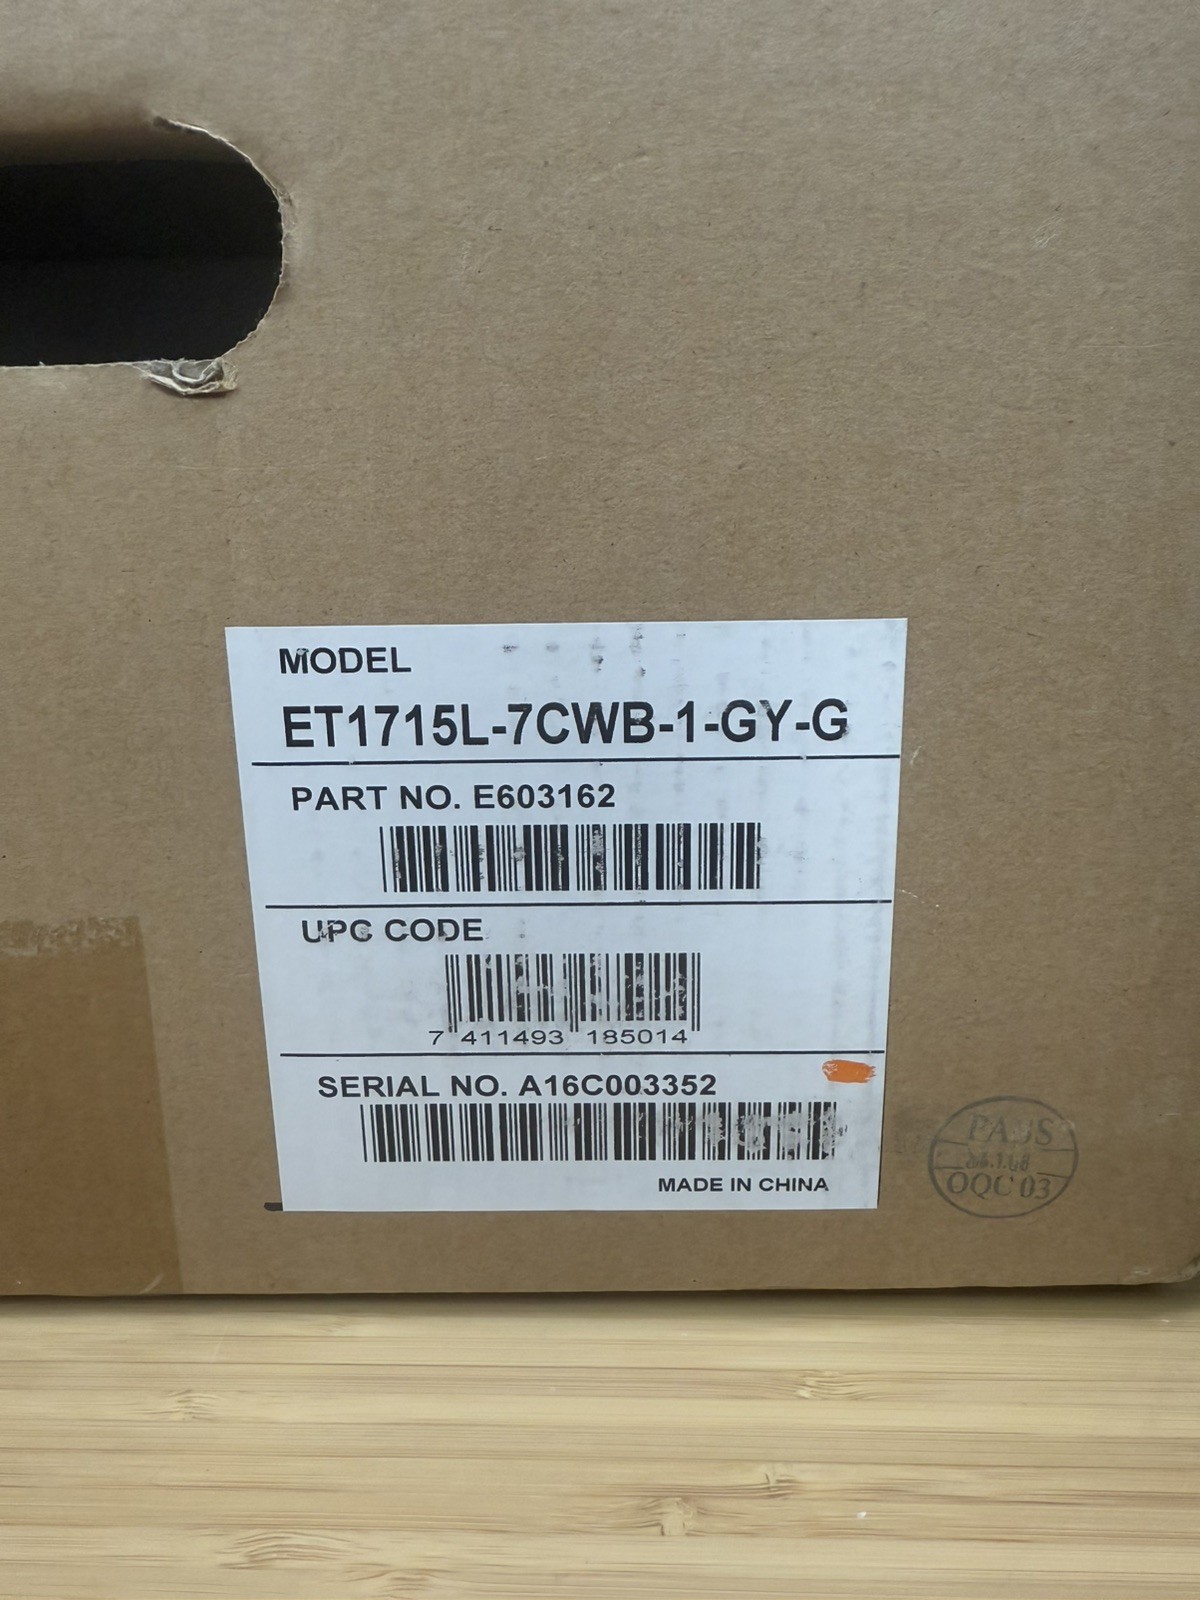 MODEL
ET1715L-7CWB-1-GY-G
PART NO. E603162
UPC CODE
7 411493 185014
SERIAL NO. A16C003352
MADE IN CHINA
PASS
OQC 03